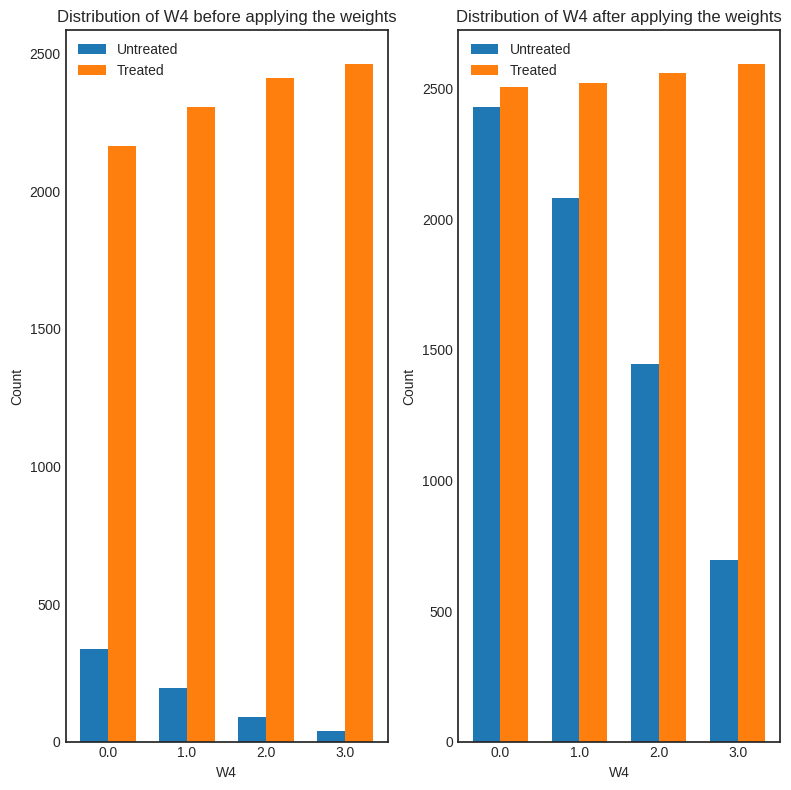 Distribution of W4 before applying the weights
Untreated
Treated
2500
2000
1500
1000
500
0
Count
0.0 1.0 2.0 3.0
W4
Distribution of W4 after applying the weights
Untreated
Treated
2500
2000
1500
1000
500
0
Count
0.0 1.0 2.0 3.0
W4